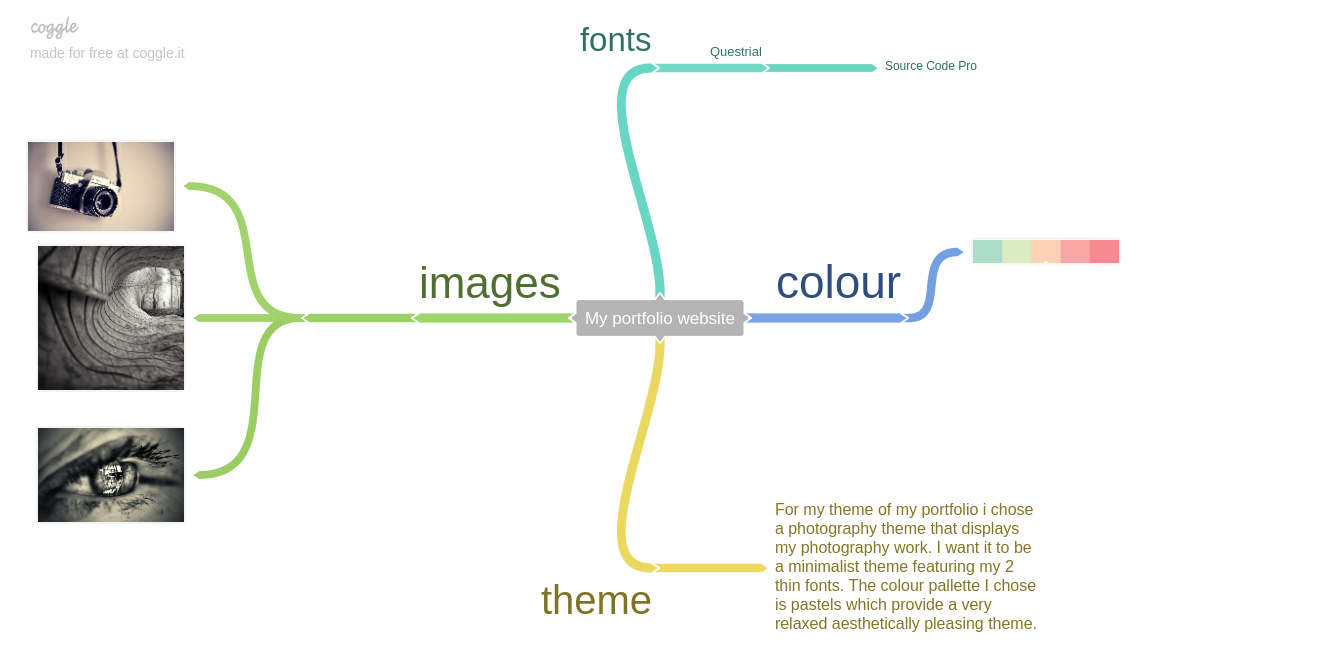 coggle
made for free at coggle.it
fonts
Questrial
Source Code Pro
images
colour
My portfolio website
For my theme of my portfolio i chose
a photography theme that displays
my photography work. I want it to be
a minimalist theme featuring my 2
thin fonts. The colour pallette I chose
is pastels which provide a very
relaxed aesthetically pleasing theme.
theme